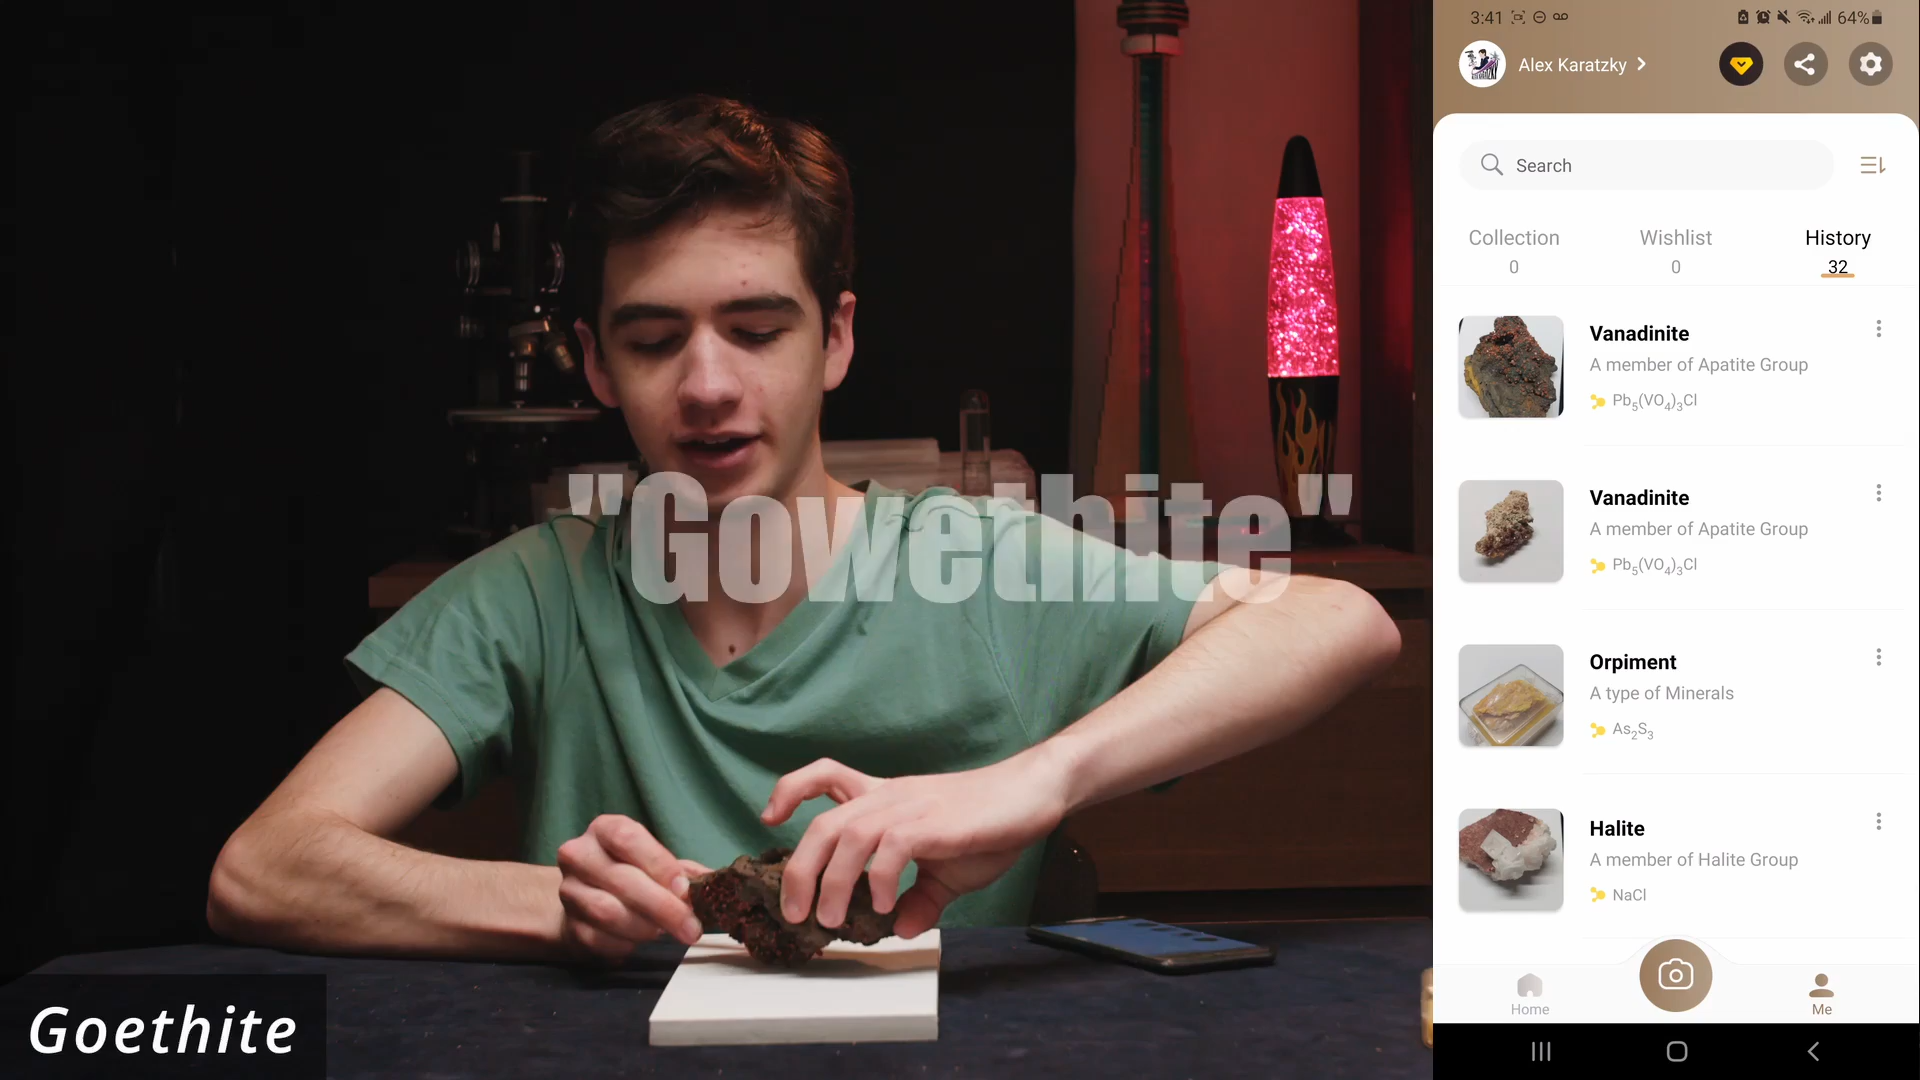 "Gowethite"
Goethite
3:41
64%
Alex Karatzky
Search
Collection
0
Wishlist
0
History
32
Vanadinite
A member of Apatite Group
Pb₅(VO₄)₃Cl
Vanadinite
A member of Apatite Group
Pb₅(VO₄)₃Cl
Orpiment
A type of Minerals
As₂S₃
Halite
A member of Halite Group
NaCl
Home
Me